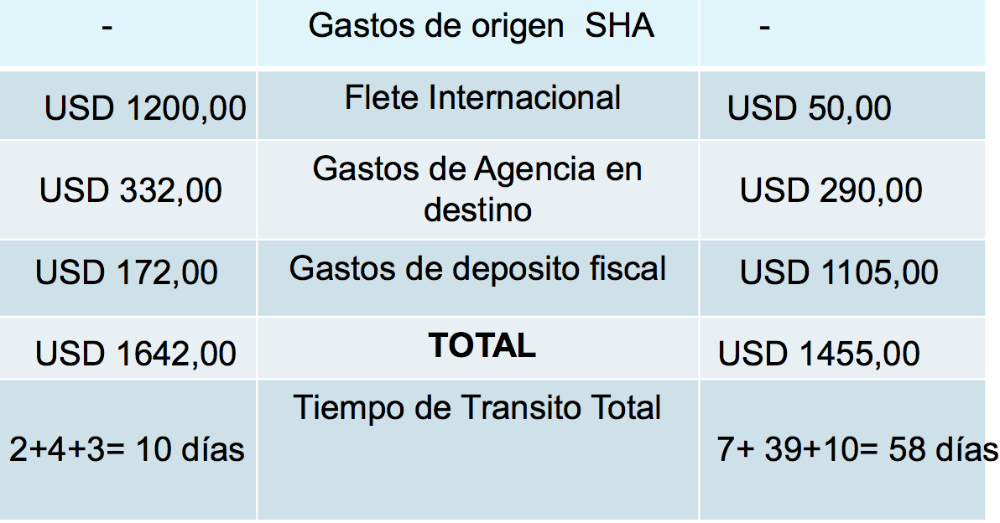 - Gastos de origen SHA -
USD 1200,00 Flete Internacional USD 50,00
USD 332,00 Gastos de Agencia en destino USD 290,00
USD 172,00 Gastos de deposito fiscal USD 1105,00
USD 1642,00 TOTAL USD 1455,00
Tiempo de Transito Total
2+4+3= 10 días 7+ 39+10= 58 días